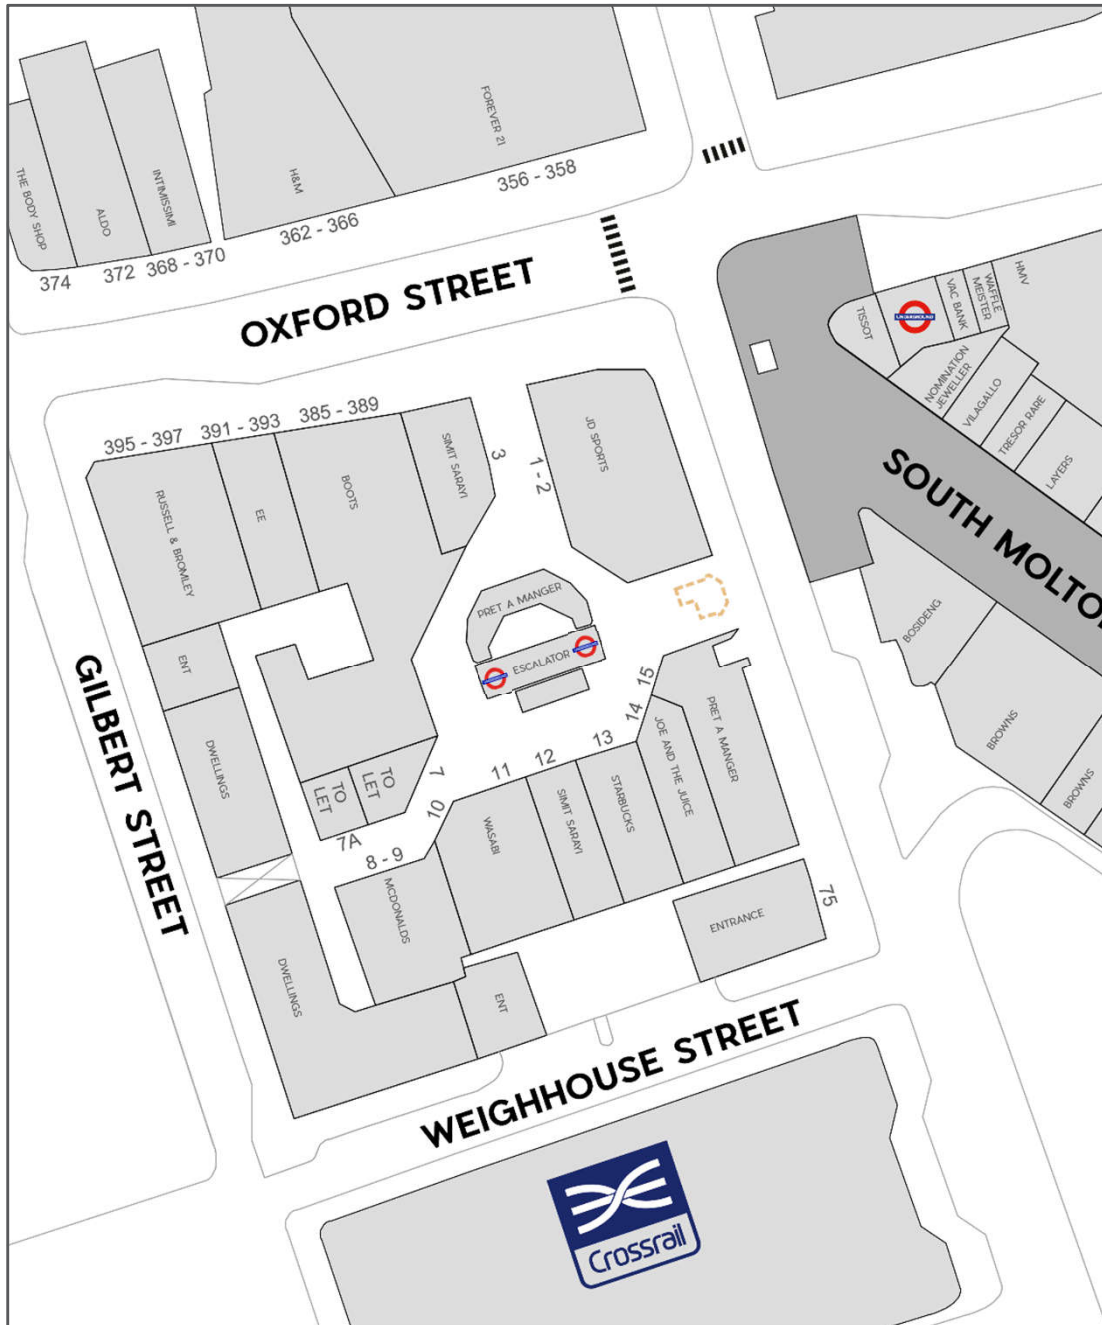 FOREVER 21
356 - 358
H&M
362 - 366
INTIMISSIMI
368 - 370
ALDO
372
THE BODY SHOP
374
OXFORD STREET
TISSOT
UNDERGROUND
VAC BANK
WAFFLE
MEISTER
HMV
NOMINATION
JEWELLER
VILAGALLO
TRESOR RARE
LAYERS
SOUTH MOLTO
BOSIDENG
BROWNS
BROWNS
395 - 397
391 - 393
385 - 389
RUSSELL & BROMLEY
EE
BOOTS
SIMIT SARAYI
3
1 - 2
JD SPORTS
PRET A MANGER
ESCALATOR
ENT
DWELLINGS
GILBERT STREET
TO
LET
TO
LET
7
7A
8 - 9
10
11
12
13
14
15
MCDONALDS
WASABI
SIMIT SARAYI
STARBUCKS
JOE AND THE JUICE
PRET A MANGER
ENTRANCE
75
DWELLINGS
ENT
WEIGHHOUSE STREET
Crossrail